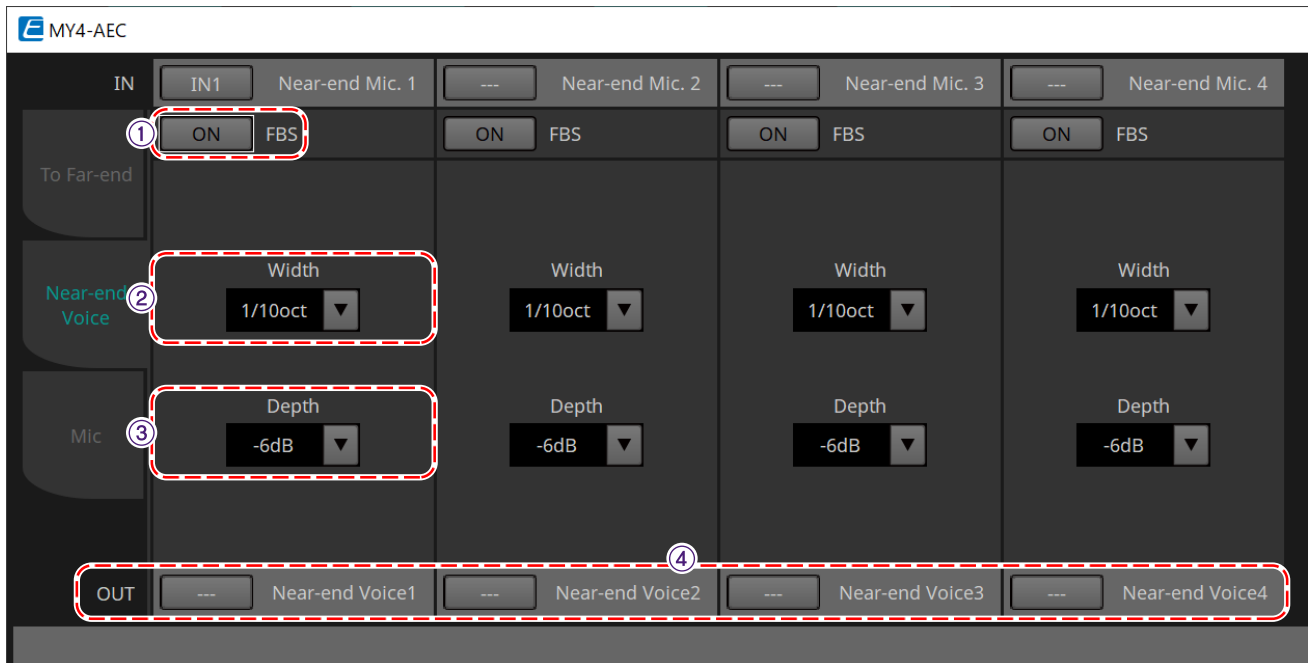 E MY4-AEC
IN IN1 Near-end Mic. 1 --- Near-end Mic. 2 --- Near-end Mic. 3 --- Near-end Mic. 4
① ON FBS ON FBS ON FBS ON FBS
To Far-end
Width Width Width Width
Near-end
Voice
② 1/10oct 1/10oct 1/10oct 1/10oct
Depth Depth Depth Depth
Mic ③ -6dB -6dB -6dB -6dB
④
OUT --- Near-end Voice1 --- Near-end Voice2 --- Near-end Voice3 --- Near-end Voice4